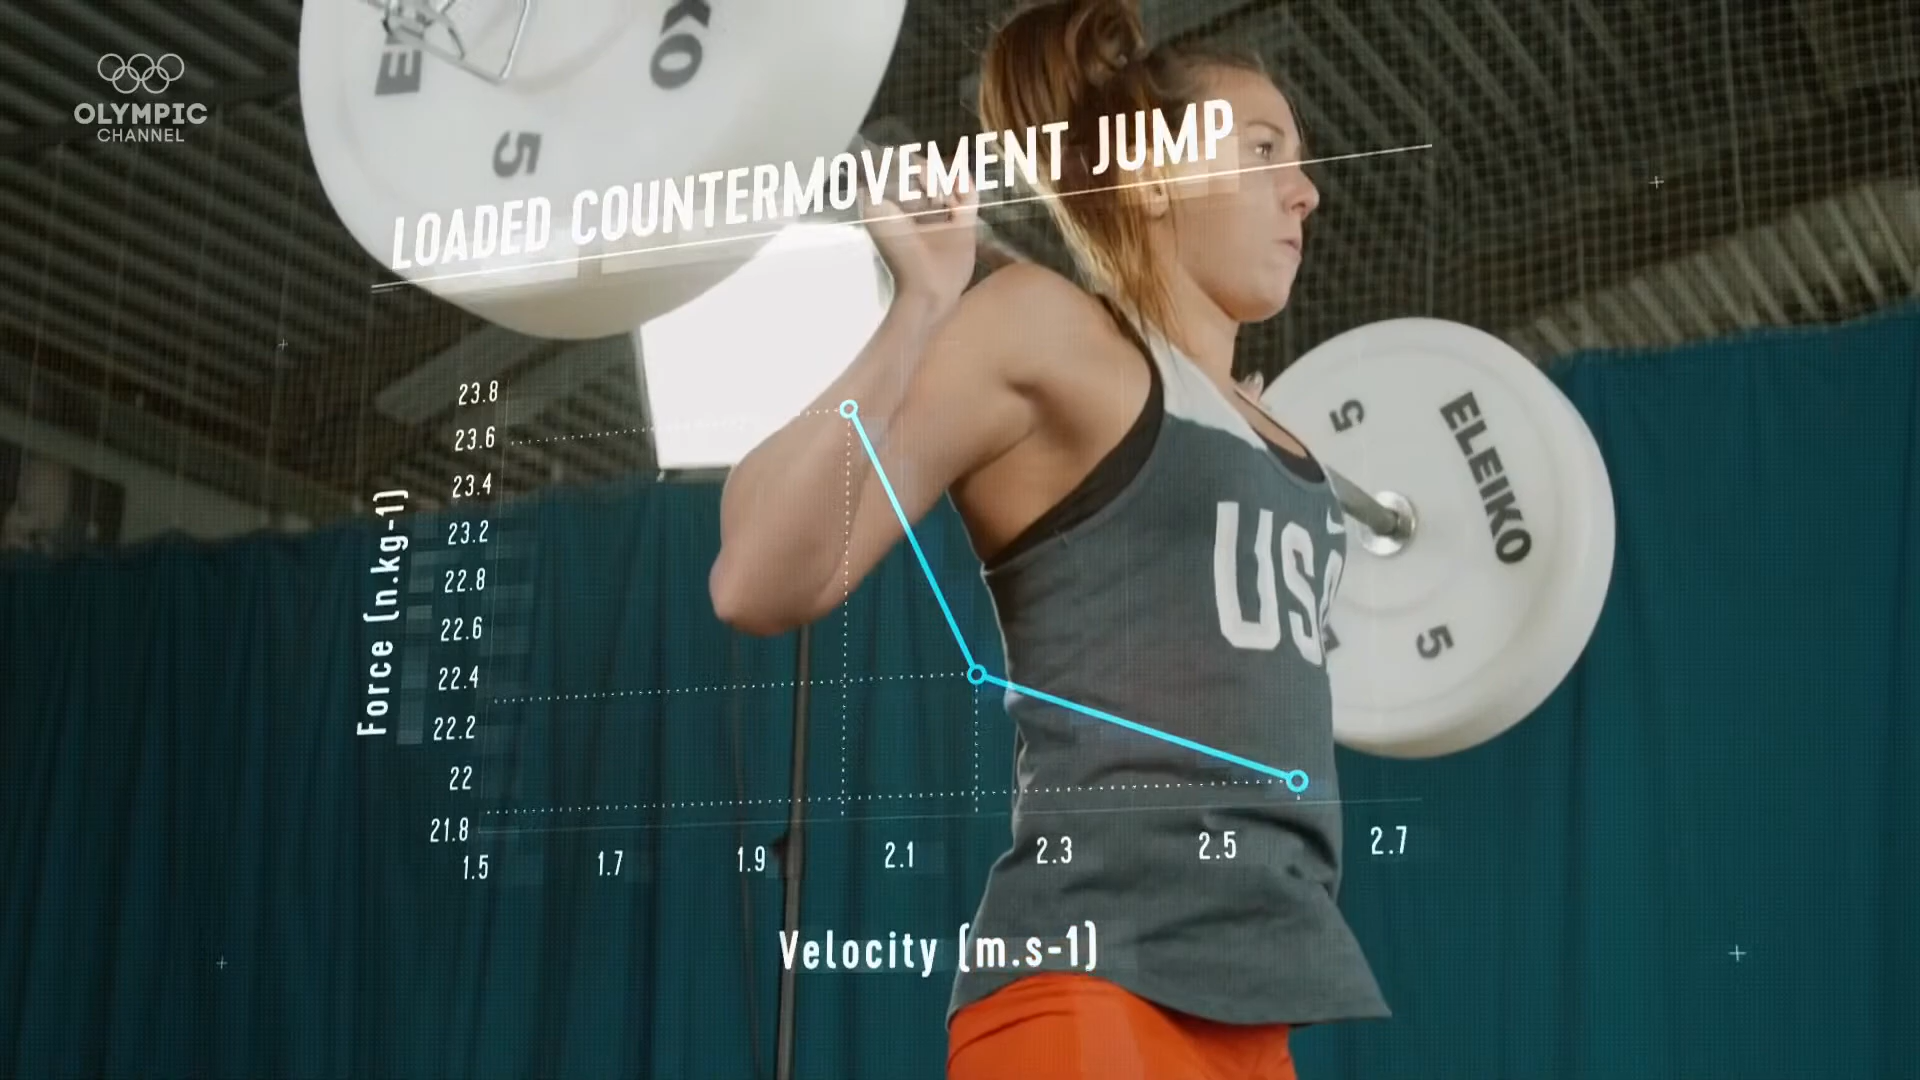 OLYMPIC
CHANNEL
KO
5
LOADED COUNTERMOVEMENT JUMP
23.8
23.6
23.4
23.2
22.8
22.6
22.4
22.2
22
21.8
Force (n.kg-1)
1.5
1.7
1.9
2.1
2.3
2.5
2.7
Velocity (m.s-1)
5
ELEIKO
5
USA